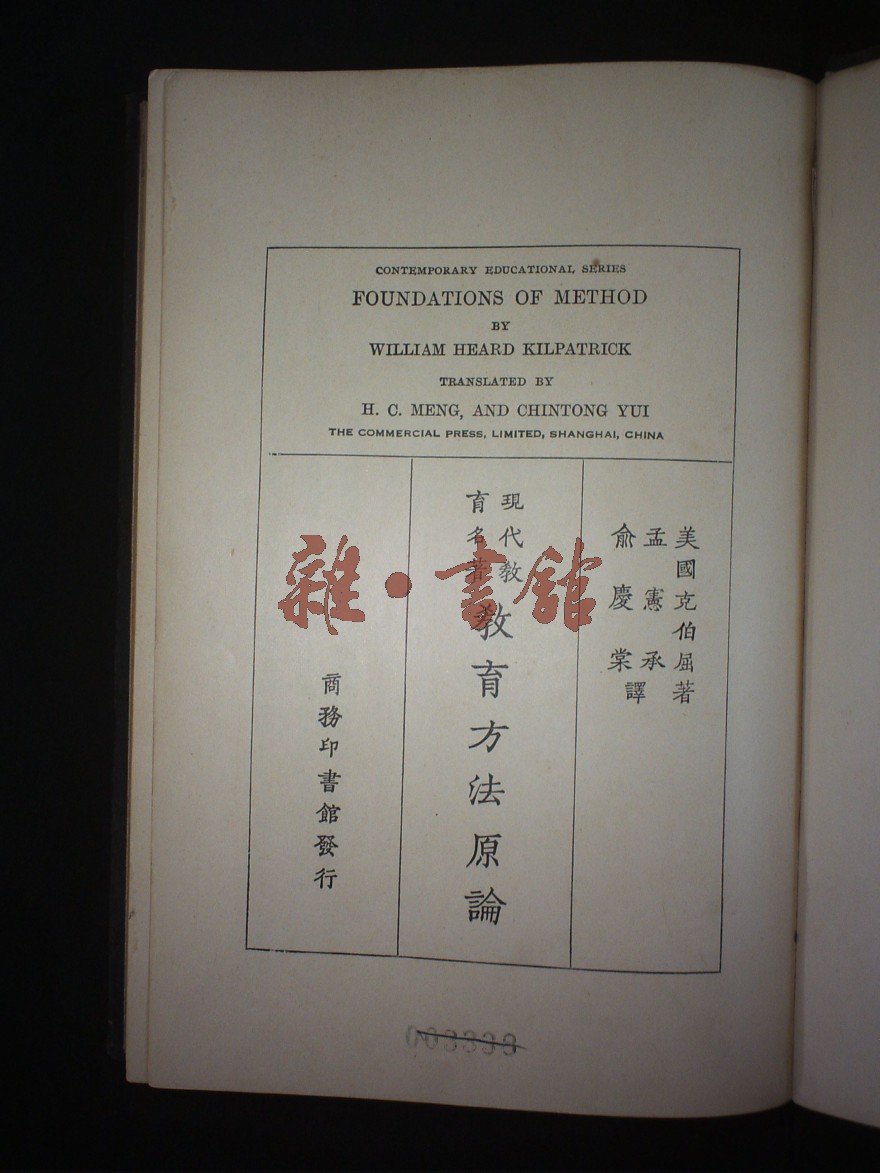 CONTEMPORARY EDUCATIONAL SERIES
FOUNDATIONS OF METHOD
BY
WILLIAM HEARD KILPATRICK
TRANSLATED BY
H. C. MENG, AND CHINTONG YUI
THE COMMERCIAL PRESS, LIMITED, SHANGHAI, CHINA
美國克伯屈著
孟憲承
俞慶棠
譯
現代教
育名著
教育方法原論
商務印書館發行
雜·書館
003333